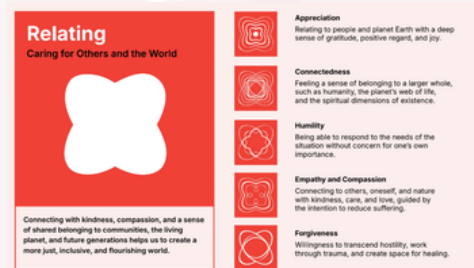 Relating
Caring for Others and the World
Connecting with kindness, compassion, and a sense
of shared belonging to communities, the living
planet, and future generations helps us to create a
more just, inclusive, and flourishing world.
Appreciation
Relating to people and planet Earth with a deep
sense of gratitude, positive regard, and joy.
Connectedness
Feeling a sense of belonging to a larger whole,
such as humanity, the planet's web of life,
and the spiritual dimensions of existence.
Humility
Being able to respond to the needs of the
situation without concern for one's own
importance.
Empathy and Compassion
Connecting to others, oneself, and nature
with kindness, care, and love, guided by
the intention to reduce suffering.
Forgiveness
Willingness to transcend hostility, work
through trauma, and create space for healing.